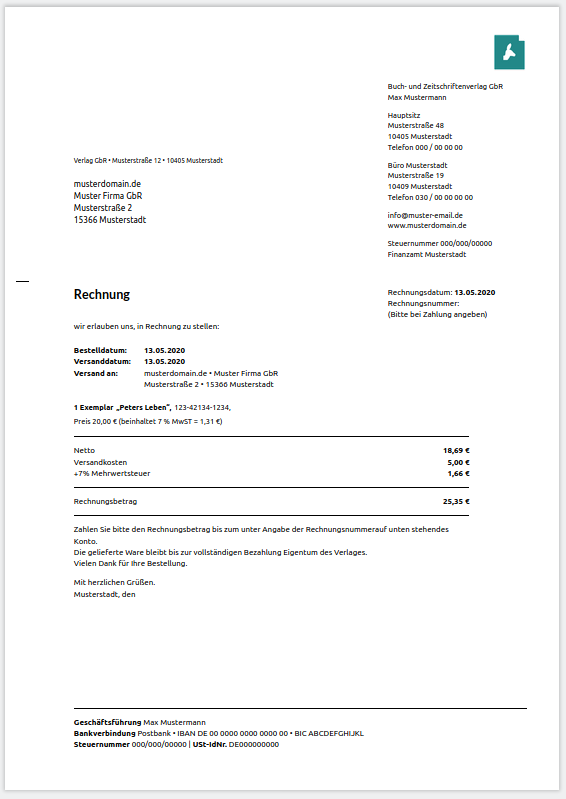 Buch- und Zeitschriftenverlag GbR
Max Mustermann
Hauptsitz
Musterstraße 48
10405 Musterstadt
Telefon 000 / 00 00 00
Büro Musterstadt
Musterstraße 19
10409 Musterstadt
Telefon 030 / 00 00 00 00
info@muster-email.de
www.musterdomain.de
Steuernummer 000/000/00000
Finanzamt Musterstadt
Verlag GbR • Musterstraße 12 • 10405 Musterstadt
musterdomain.de
Muster Firma GbR
Musterstraße 2
15366 Musterstadt
Rechnung
Rechnungsdatum: 13.05.2020
Rechnungsnummer:
(Bitte bei Zahlung angeben)
wir erlauben uns, in Rechnung zu stellen:
Bestelldatum: 13.05.2020
Versanddatum: 13.05.2020
Versand an: musterdomain.de • Muster Firma GbR
Musterstraße 2 • 15366 Musterstadt
1 Exemplar „Peters Leben“, 123-42134-1234,
Preis 20,00 € (beinhaltet 7 % MwST = 1,31 €)
Netto 18,69 €
Versandkosten 5,00 €
+7% Mehrwertsteuer 1,66 €
Rechnungsbetrag 25,35 €
Zahlen Sie bitte den Rechnungsbetrag bis zum unter Angabe der Rechnungsnummerauf unten stehendes
Konto.
Die gelieferte Ware bleibt bis zur vollständigen Bezahlung Eigentum des Verlages.
Vielen Dank für Ihre Bestellung.
Mit herzlichen Grüßen.
Musterstadt, den
Geschäftsführung Max Mustermann
Bankverbindung Postbank • IBAN DE 00 0000 0000 0000 00 • BIC ABCDEFGHIJKL
Steuernummer 000/000/00000 | USt-IdNr. DE000000000